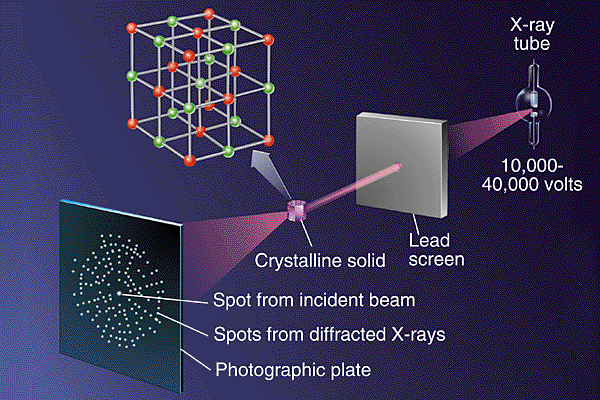 X-ray
tube
10,000-
40,000 volts
Lead
screen
Crystalline solid
Spot from incident beam
Spots from diffracted X-rays
Photographic plate